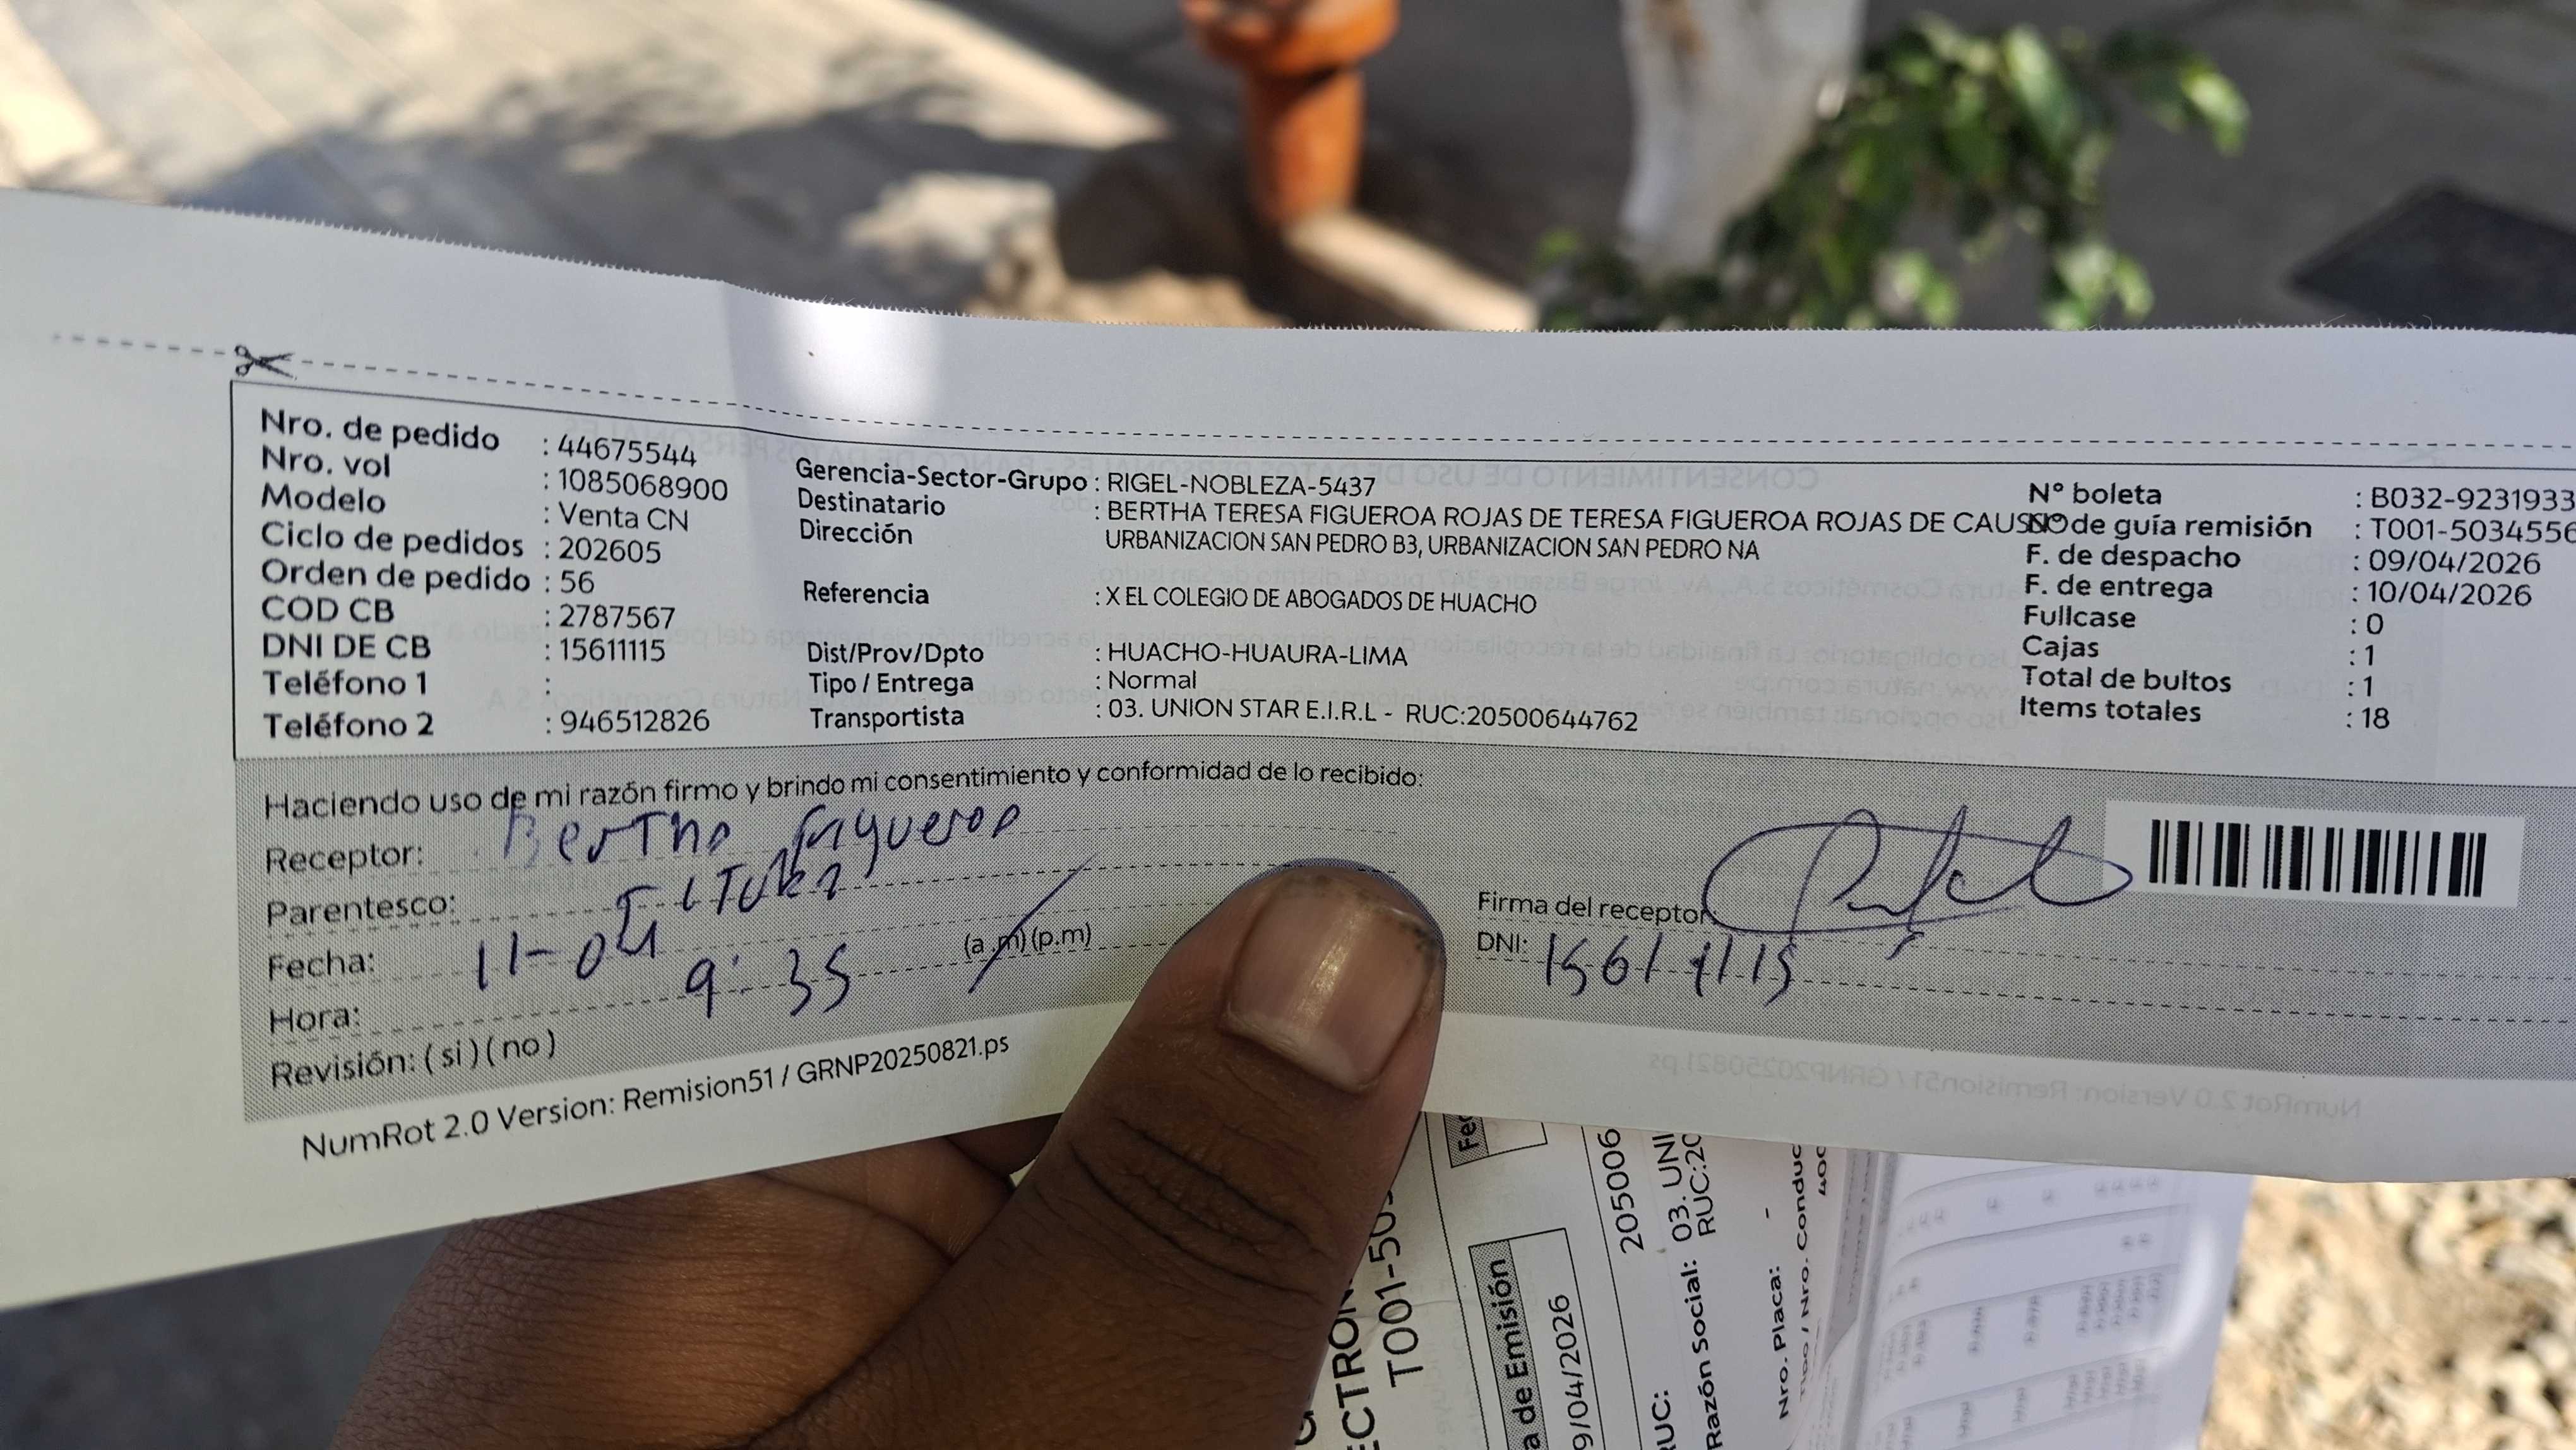 Nro. de pedido : 44675544
Nro. vol : 1085068900
Modelo : Venta CN
Ciclo de pedidos : 202605
Orden de pedido : 56
COD CB : 2787567
DNI DE CB : 15611115
Teléfono 1 :
Teléfono 2 : 946512826
Gerencia-Sector-Grupo : RIGEL-NOBLEZA-5437
Destinatario : BERTHA TERESA FIGUEROA ROJAS DE TERESA FIGUEROA ROJAS DE CAUSSO
Dirección URBANIZACION SAN PEDRO B3, URBANIZACION SAN PEDRO NA
Referencia : X EL COLEGIO DE ABOGADOS DE HUACHO
Dist/Prov/Dpto : HUACHO-HUAURA-LIMA
Tipo / Entrega : Normal
Transportista : 03. UNION STAR E.I.R.L - RUC:20500644762
N° boleta : B032-9231933
N° de guía remisión : T001-5034556
F. de despacho : 09/04/2026
F. de entrega : 10/04/2026
Fullcase : 0
Cajas : 1
Total de bultos : 1
Items totales : 18
Haciendo uso de mi razón firmo y brindo mi consentimiento y conformidad de lo recibido:
Receptor: Bertha Figueroa
Parentesco: Titular
Fecha: 11-04
Hora: 9:35 (a.m)(p.m)
Revisión: (si)(no)
Firma del receptor
DNI: 15611115
NumRot 2.0 Version: Remision51 / GRNP20250821.ps
T001-503
a de Emisión
9/04/2026
205006
RUC:
Razón Social: 03. UNI
RUC:20
Nro. Placa: -
Tipo / Nro. Conduc